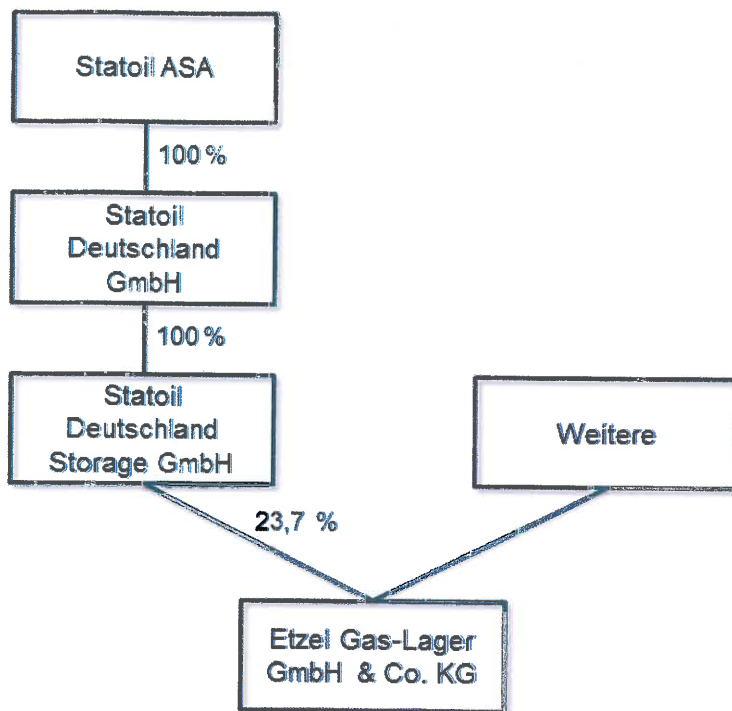 Statoil ASA
100 %
Statoil
Deutschland
GmbH
100 %
Statoil
Deutschland
Storage GmbH
Weitere
23,7 %
Etzel Gas-Lager
GmbH & Co. KG